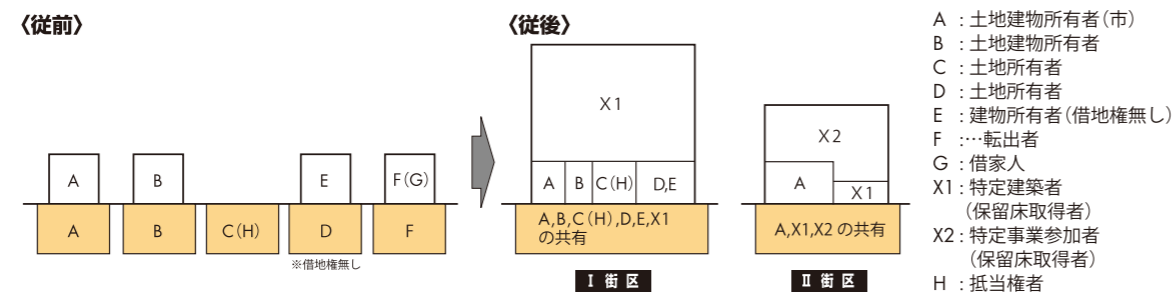 〈従前〉
A
B
E
F(G)
A
B
C(H)
D
F
※借地権無し
〈従後〉
X1
A
B
C(H)
D,E
A,B,C(H),D,E,X1
の共有
Ⅰ街区
X2
A
X1
A,X1,X2の共有
Ⅱ街区
A：土地建物所有者(市)
B：土地建物所有者
C：土地所有者
D：土地所有者
E：建物所有者(借地権無し)
F：…転出者
G：借家人
X1：特定建築者
(保留床取得者)
X2：特定事業参加者
(保留床取得者)
H：抵当権者